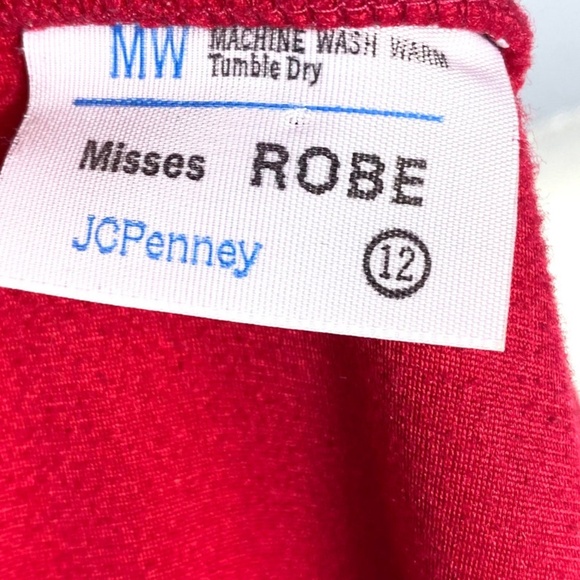 MW MACHINE WASH WARM
Tumble Dry
Misses ROBE
JCPenney 12